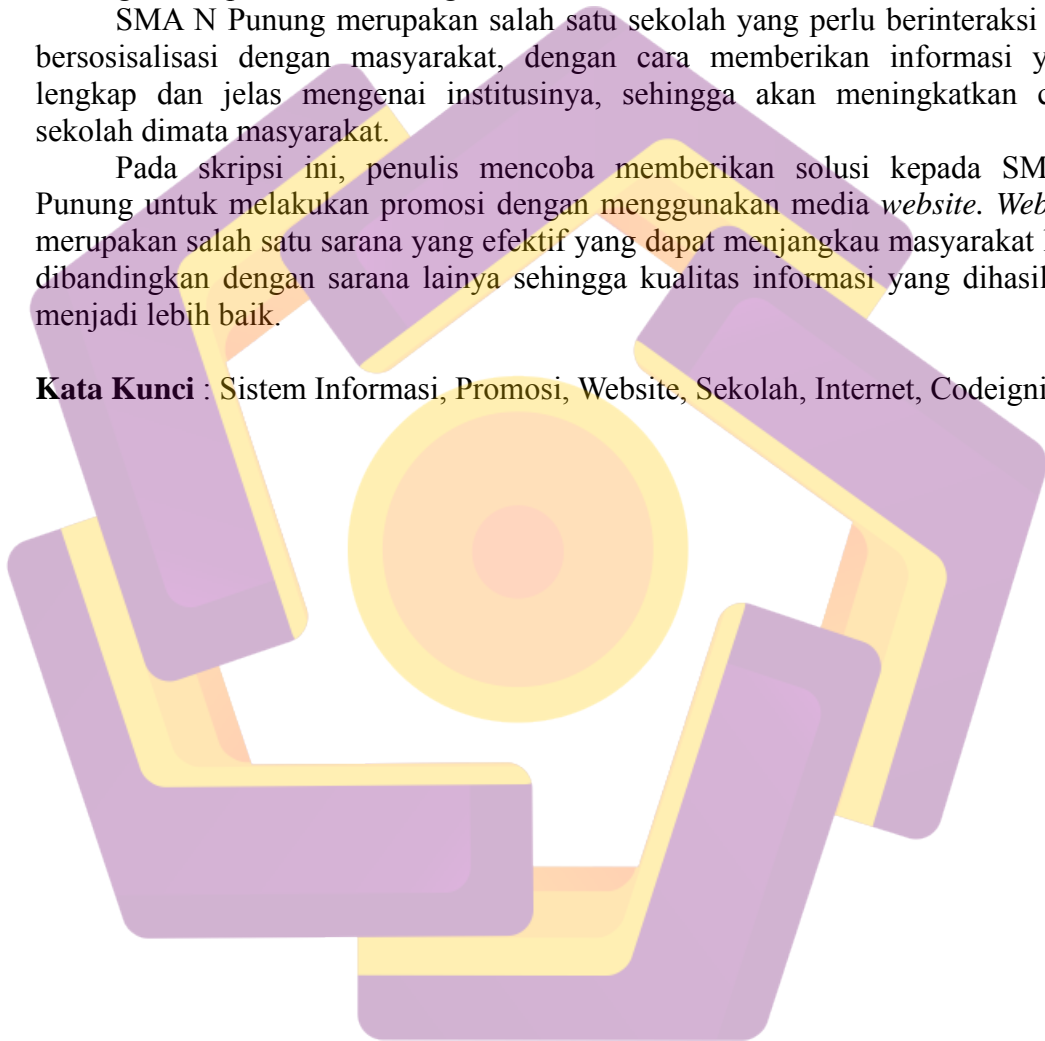 SMA N Punung merupakan salah satu sekolah yang perlu berinteraksi
bersosisalisasi dengan masyarakat, dengan cara memberikan informasi
lengkap dan jelas mengenai institusinya, sehingga akan meningkatkan
sekolah dimata masyarakat.
Pada skripsi ini, penulis mencoba memberikan solusi kepada
Punung untuk melakukan promosi dengan menggunakan media website.
merupakan salah satu sarana yang efektif yang dapat menjangkau masyarakat
dibandingkan dengan sarana lainya sehingga kualitas informasi yang
menjadi lebih baik.
Kata Kunci : Sistem Informasi, Promosi, Website, Sekolah, Internet,